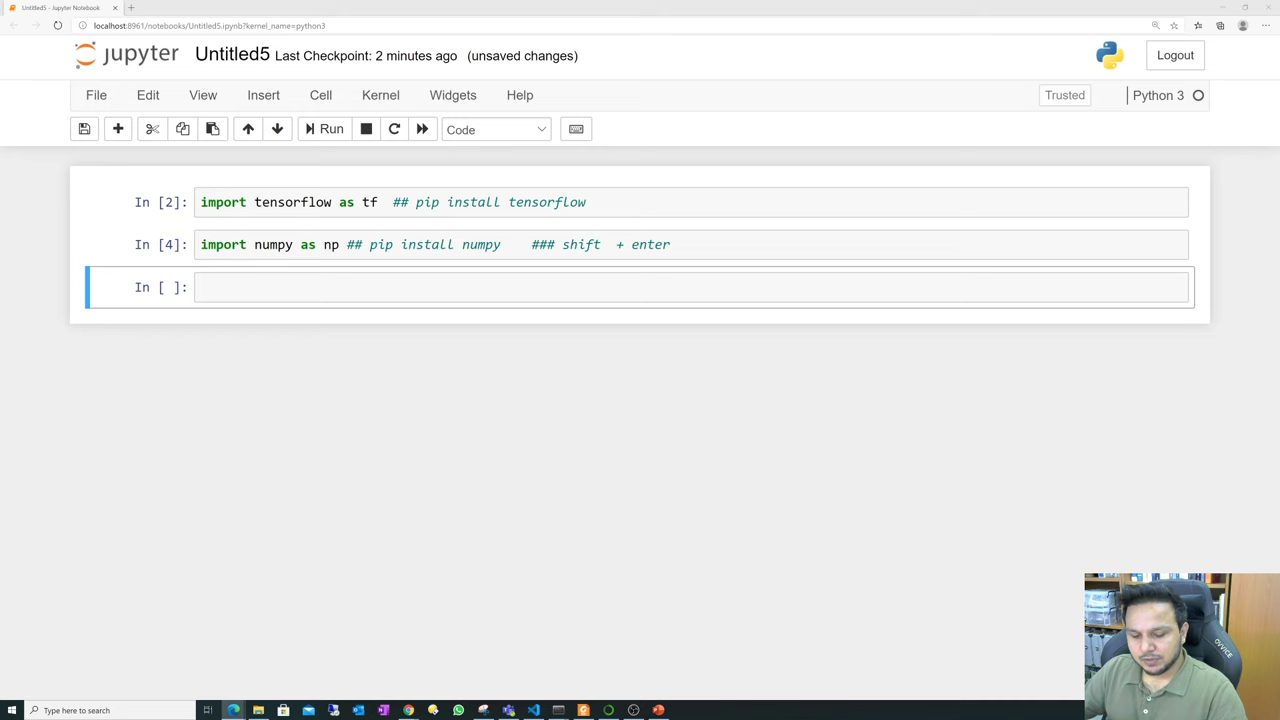 Untitled5 - Jupyter Notebook
localhost:8961/notebooks/Untitled5.ipynb?kernel_name=python3
jupyter Untitled5 Last Checkpoint: 2 minutes ago (unsaved changes)
Logout
File Edit View Insert Cell Kernel Widgets Help
Trusted
Python 3
Run
Code
In [2]: import tensorflow as tf ## pip install tensorflow
In [4]: import numpy as np ## pip install numpy ### shift + enter
In [ ]:
OVVICE
Type here to search